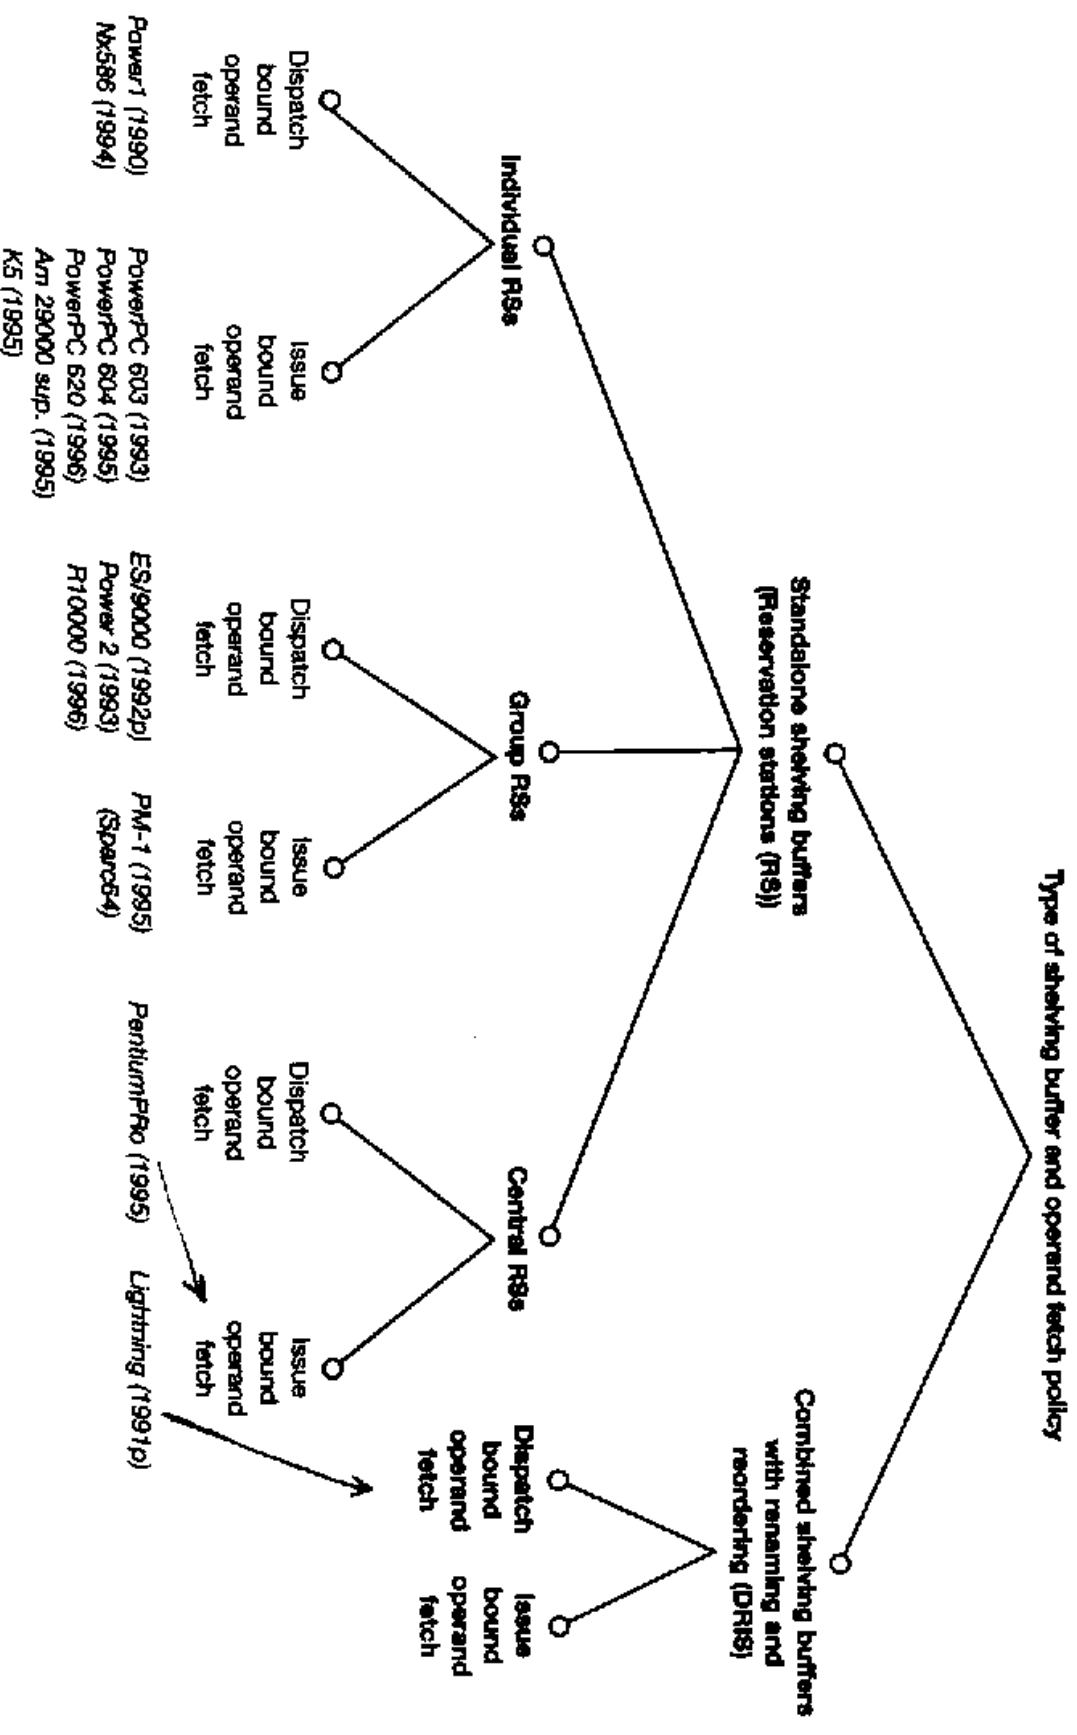 Type of shelving buffer and operand fetch policy
Standalone shelving buffers
(Reservation stations (RS))
Combined shelving buffers
with renaming and
reordering (DRIS)
Individual RSs
Group RSs
Central RSs
Dispatch
bound
operand
fetch
Issue
bound
operand
fetch
Dispatch
bound
operand
fetch
Issue
bound
operand
fetch
Dispatch
bound
operand
fetch
Issue
bound
operand
fetch
Dispatch
bound
operand
fetch
Issue
bound
operand
fetch
Power1 (1990)
Nx586 (1994)
PowerPC 603 (1993)
PowerPC 604 (1995)
PowerPC 620 (1996)
Am 29000 sup. (1995)
K5 (1995)
ES/9000 (1992p)
Power 2 (1993)
R10000 (1996)
PM-1 (1995)
(Sparc64)
PentiumPRo (1995)
Lightning (1991p)